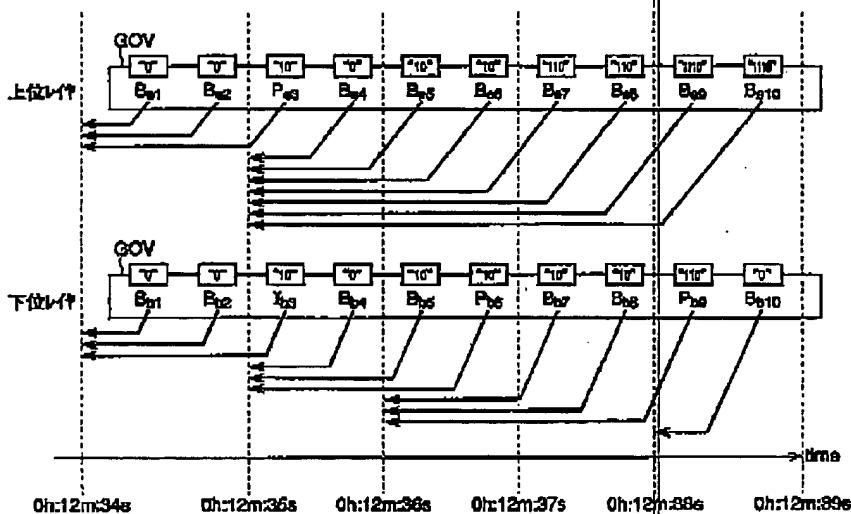 GOV
"0" "0" "10" "0" "10" "10" "110" "110" "1110" "1110"
上位レイヤ
Be1 Be2 Pe3 Be4 Be5 Be6 Be7 Be8 Be9 Be10
GOV
"0" "0" "10" "0" "10" "10" "10" "10" "110" "0"
下位レイヤ
Bb1 Bb2 Bb4 Bb5 Pb6 Bb7 Bb8 Pb9 Bb10
time
0h:12m:34s 0h:12m:35s 0h:12m:36s 0h:12m:37s 0h:12m:38s 0h:12m:39s